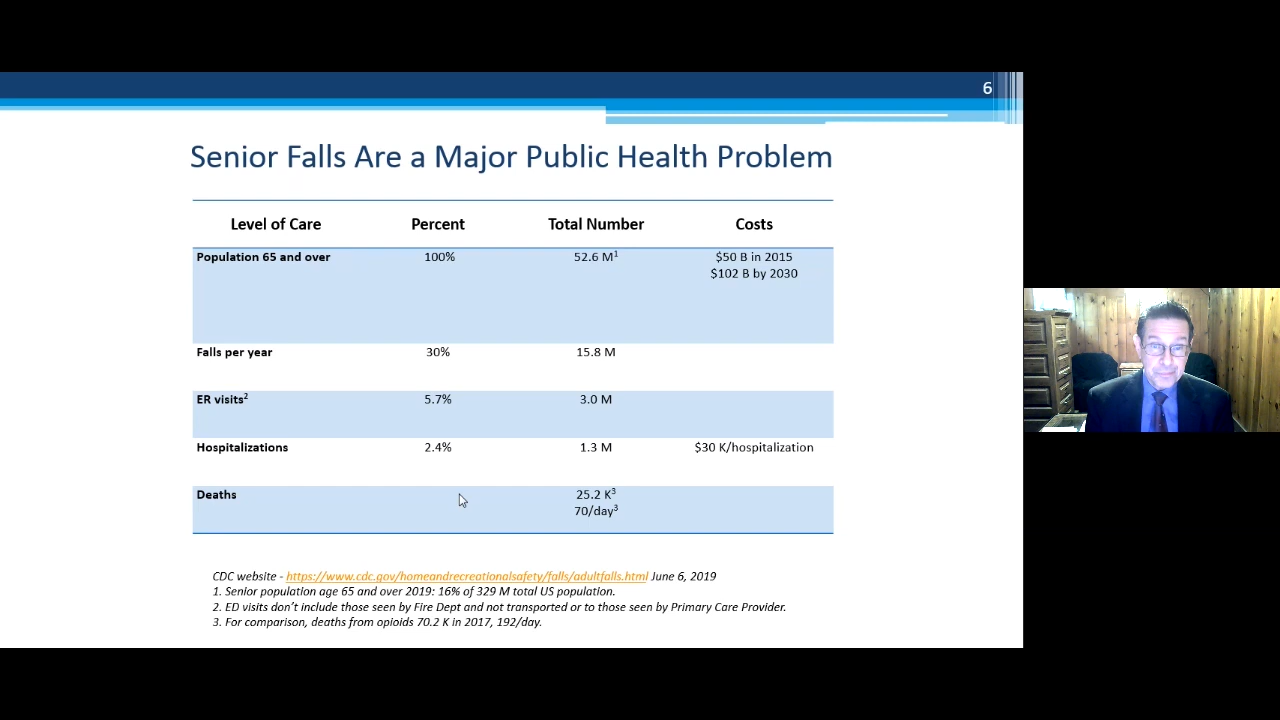 6
Senior Falls Are a Major Public Health Problem
Level of Care Percent Total Number Costs
Population 65 and over 100% 52.6 M¹ $50 B in 2015
$102 B by 2030
Falls per year 30% 15.8 M
ER visits² 5.7% 3.0 M
Hospitalizations 2.4% 1.3 M $30 K/hospitalization
Deaths 25.2 K³
70/day³
CDC website - https://www.cdc.gov/homeandrecreationalsafety/falls/adultfalls.html June 6, 2019
1. Senior population age 65 and over 2019: 16% of 329 M total US population.
2. ED visits don't include those seen by Fire Dept and not transported or to those seen by Primary Care Provider.
3. For comparison, deaths from opioids 70.2 K in 2017, 192/day.